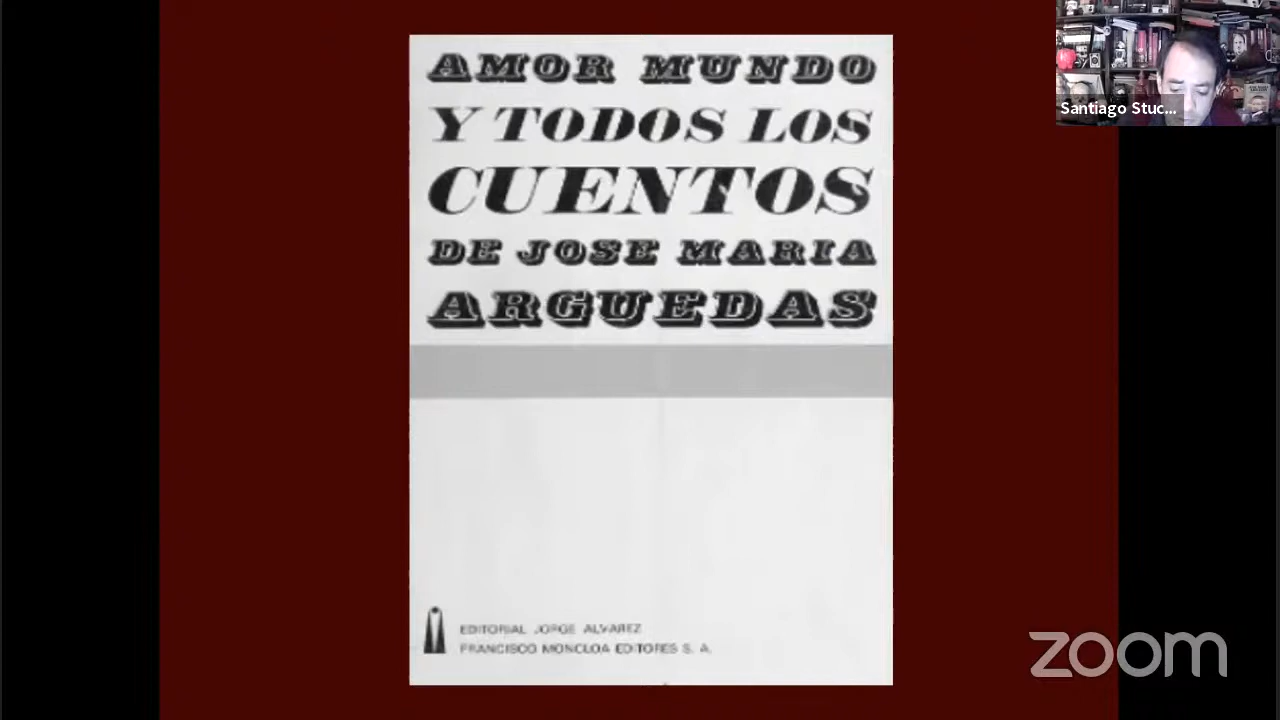 AMOR MUNDO
Y TODOS LOS
CUENTOS
DE JOSE MARIA
ARGUEDAS
EDITORIAL JORGE ALVAREZ
FRANCISCO MONCLOA EDITORES S. A.
Santiago Stuc...
zoom